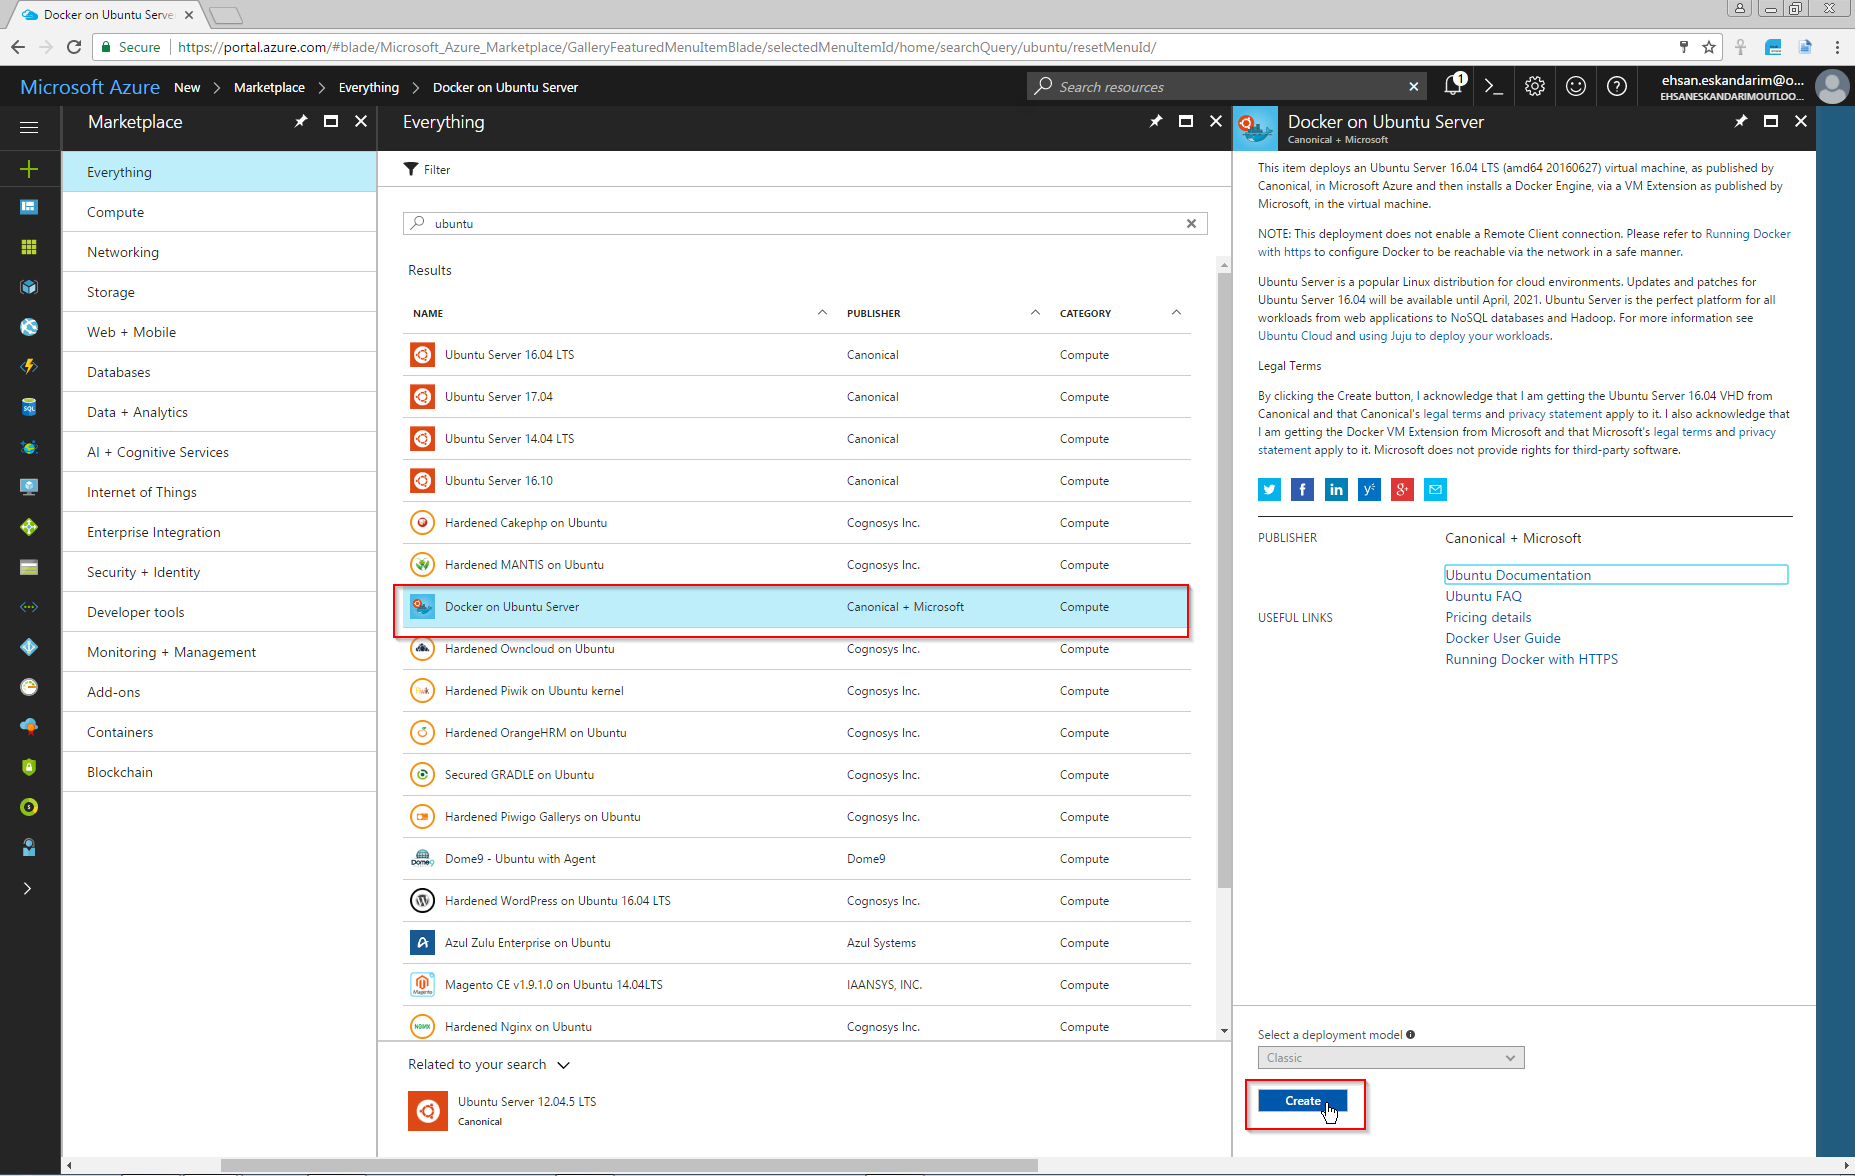 Docker on Ubuntu Serve
Secure
https://portal.azure.com/#blade/Microsoft_Azure_Marketplace/GalleryFeaturedMenuItemBlade/selectedMenuItemId/home/searchQuery/ubuntu/resetMenuId/
Microsoft Azure New > Marketplace > Everything > Docker on Ubuntu Server
Search resources
1
ehsan.eskandarim@o...
EHSANESKANDARIMOUTLOO...
Marketplace
Everything
Compute
Networking
Storage
Web + Mobile
Databases
Data + Analytics
AI + Cognitive Services
Internet of Things
Enterprise Integration
Security + Identity
Developer tools
Monitoring + Management
Add-ons
Containers
Blockchain
Everything
Filter
ubuntu
Results
NAME PUBLISHER CATEGORY
Ubuntu Server 16.04 LTS Canonical Compute
Ubuntu Server 17.04 Canonical Compute
Ubuntu Server 14.04 LTS Canonical Compute
Ubuntu Server 16.10 Canonical Compute
Hardened Cakephp on Ubuntu Cognosys Inc. Compute
Hardened MANTIS on Ubuntu Cognosys Inc. Compute
Docker on Ubuntu Server Canonical + Microsoft Compute
Hardened Owncloud on Ubuntu Cognosys Inc. Compute
Hardened Piwik on Ubuntu kernel Cognosys Inc. Compute
Hardened OrangeHRM on Ubuntu Cognosys Inc. Compute
Secured GRADLE on Ubuntu Cognosys Inc. Compute
Hardened Piwigo Gallerys on Ubuntu Cognosys Inc. Compute
Dome9 - Ubuntu with Agent Dome9 Compute
Hardened WordPress on Ubuntu 16.04 LTS Cognosys Inc. Compute
Azul Zulu Enterprise on Ubuntu Azul Systems Compute
Magento CE v1.9.1.0 on Ubuntu 14.04LTS IAANSYS, INC. Compute
Hardened Nginx on Ubuntu Cognosys Inc. Compute
Related to your search
Ubuntu Server 12.04.5 LTS
Canonical
Docker on Ubuntu Server
Canonical + Microsoft
This item deploys an Ubuntu Server 16.04 LTS (amd64 20160627) virtual machine, as published by
Canonical, in Microsoft Azure and then installs a Docker Engine, via a VM Extension as published by
Microsoft, in the virtual machine.
NOTE: This deployment does not enable a Remote Client connection. Please refer to Running Docker
with https to configure Docker to be reachable via the network in a safe manner.
Ubuntu Server is a popular Linux distribution for cloud environments. Updates and patches for
Ubuntu Server 16.04 will be available until April, 2021. Ubuntu Server is the perfect platform for all
workloads from web applications to NoSQL databases and Hadoop. For more information see
Ubuntu Cloud and using Juju to deploy your workloads.
Legal Terms
By clicking the Create button, I acknowledge that I am getting the Ubuntu Server 16.04 VHD from
Canonical and that Canonical's legal terms and privacy statement apply to it. I also acknowledge that
I am getting the Docker VM Extension from Microsoft and that Microsoft's legal terms and privacy
statement apply to it. Microsoft does not provide rights for third-party software.
PUBLISHER Canonical + Microsoft
Ubuntu Documentation
Ubuntu FAQ
USEFUL LINKS Pricing details
Docker User Guide
Running Docker with HTTPS
Select a deployment model
Classic
Create